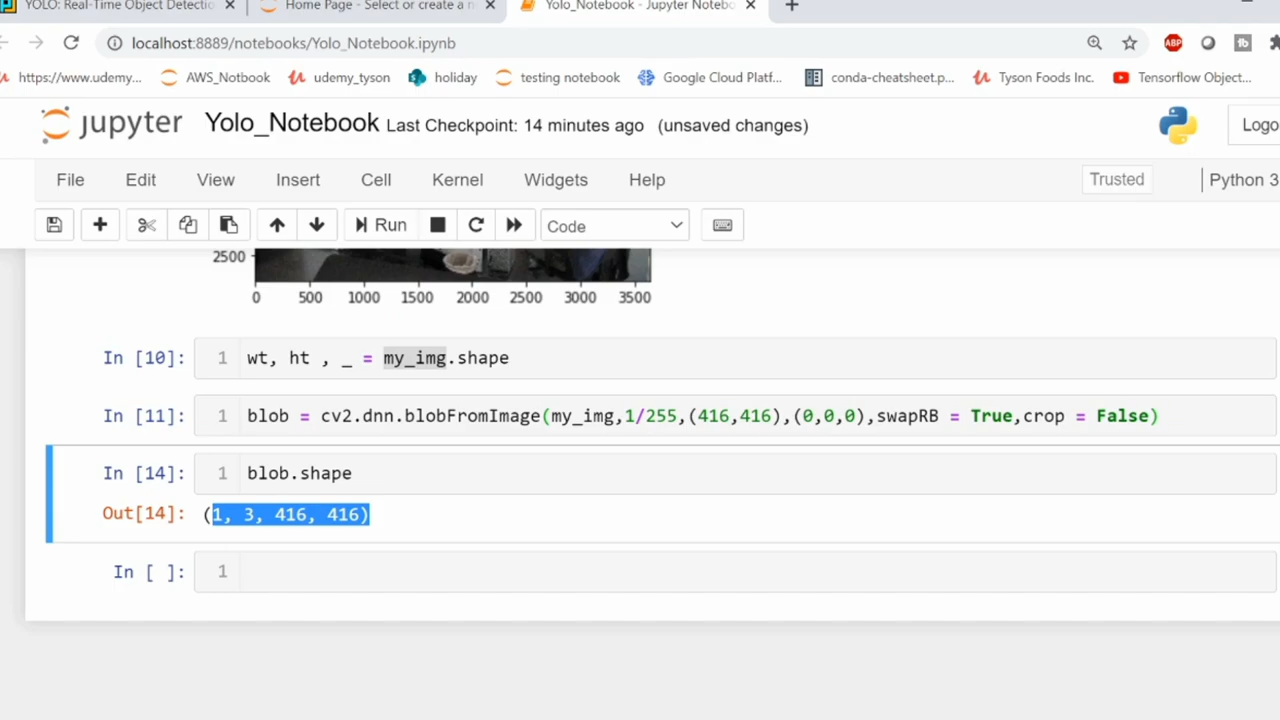 YOLO: Real-Time Object Detectio
Home Page - Select or create a n
Yolo_Notebook - Jupyter Notebo
localhost:8889/notebooks/Yolo_Notebook.ipynb
ABP
https://www.udemy...
AWS_Notbook
udemy_tyson
holiday
testing notebook
Google Cloud Platf...
conda-cheatsheet.p...
Tyson Foods Inc.
Tensorflow Object...
jupyter Yolo_Notebook Last Checkpoint: 14 minutes ago (unsaved changes)
Logo
File Edit View Insert Cell Kernel Widgets Help
Trusted
Python 3
Run
Code
2500
0 500 1000 1500 2000 2500 3000 3500
In [10]: 1 wt, ht , _ = my_img.shape
In [11]: 1 blob = cv2.dnn.blobFromImage(my_img,1/255,(416,416),(0,0,0),swapRB = True,crop = False)
In [14]: 1 blob.shape
Out[14]: (1, 3, 416, 416)
In [ ]: 1